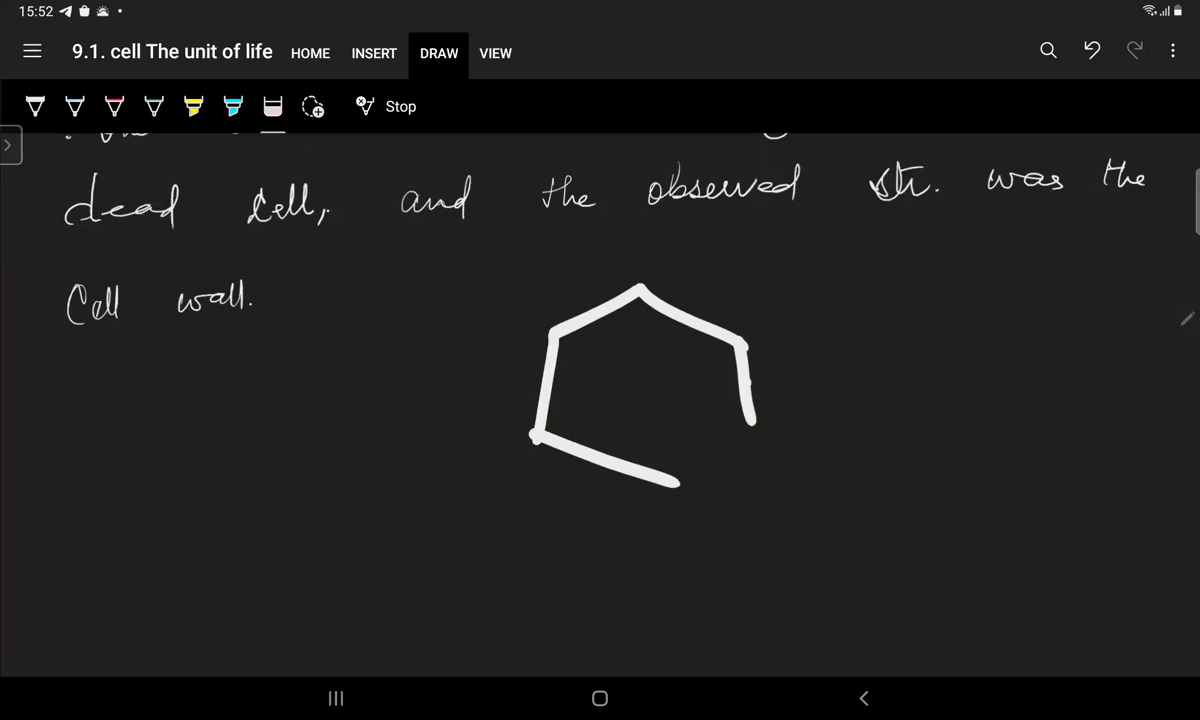 15:52
9.1. cell The unit of life HOME INSERT DRAW VIEW
Stop
dead cell, and the observed str. was the
Cell wall.